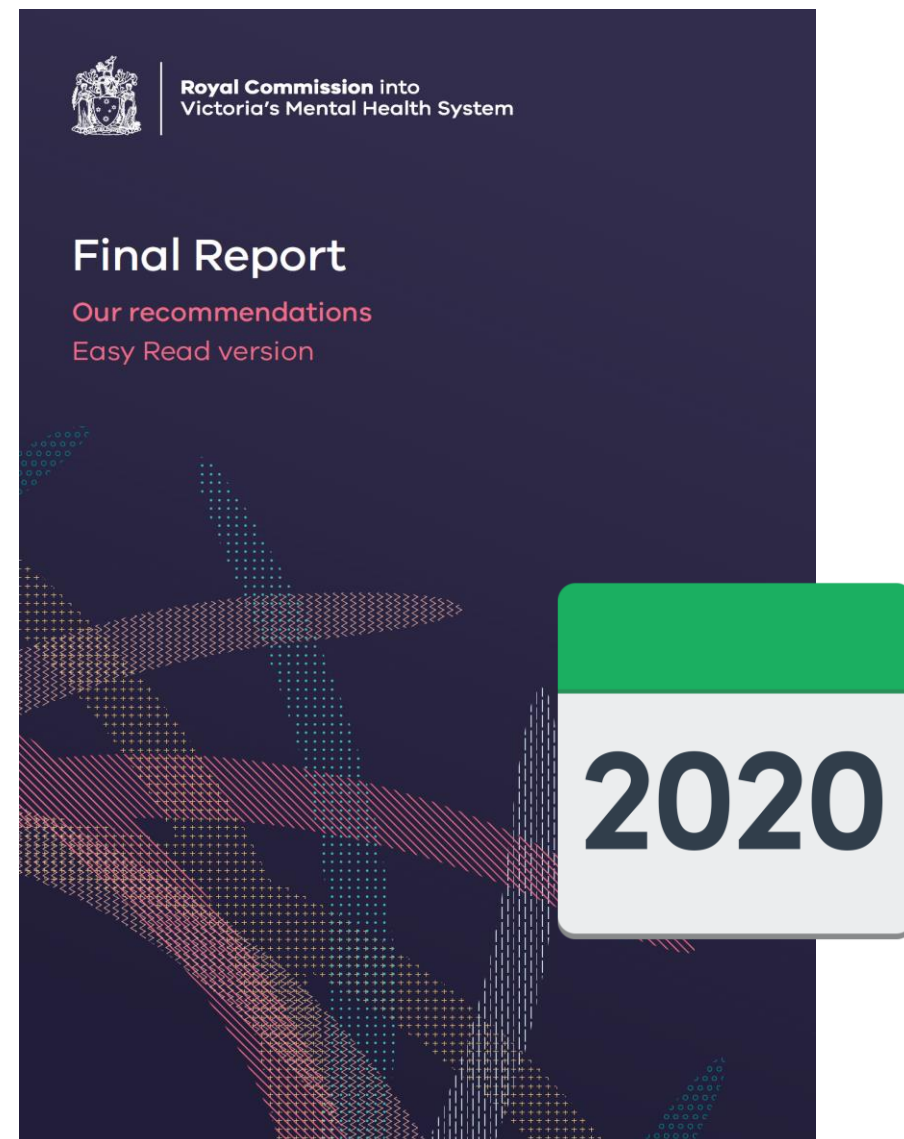 Royal Commission into
Victoria's Mental Health System
Final Report
Our recommendations
Easy Read version
2020